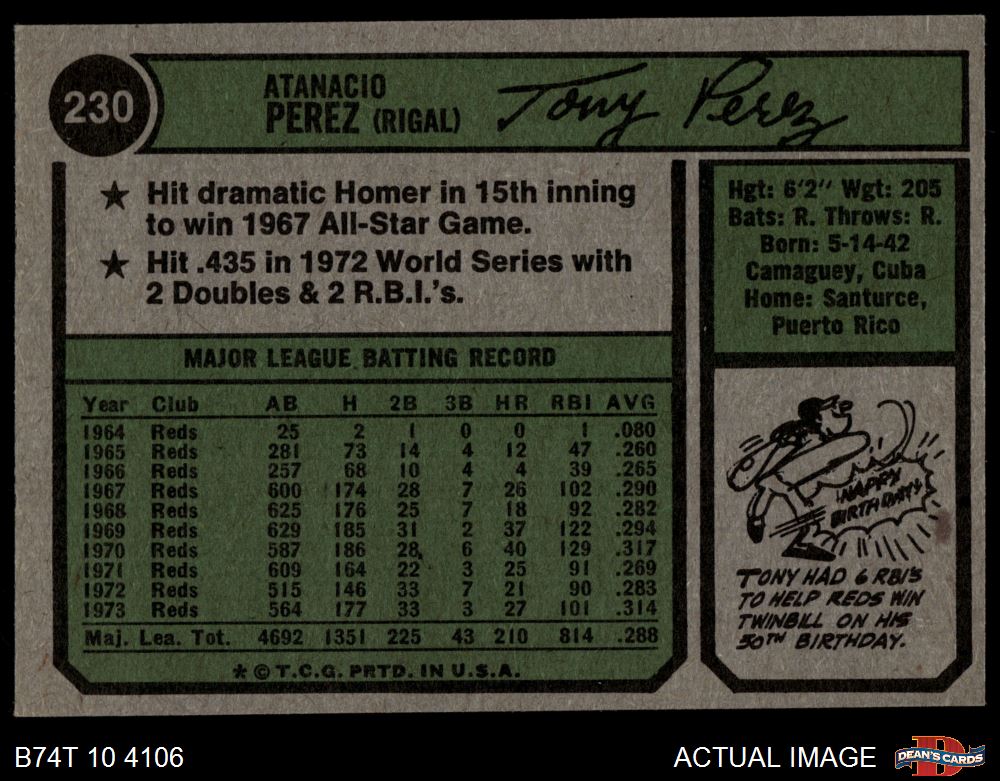 230
ATANACIO
PEREZ (RIGAL)
Tony Perez
★ Hit dramatic Homer in 15th inning
to win 1967 All-Star Game.
★ Hit .435 in 1972 World Series with
2 Doubles & 2 R.B.I.'s.
Hgt: 6'2" Wgt: 205
Bats: R. Throws: R.
Born: 5-14-42
Camaguey, Cuba
Home: Santurce,
Puerto Rico
MAJOR LEAGUE BATTING RECORD
Year Club AB H 2B 3B HR RBI AVG
1964 Reds 25 2 1 0 0 1 .080
1965 Reds 281 73 14 4 12 47 .260
1966 Reds 257 68 10 4 4 39 .265
1967 Reds 600 174 28 7 26 102 .290
1968 Reds 625 176 25 7 18 92 .282
1969 Reds 629 185 31 2 37 122 .294
1970 Reds 587 186 28 6 40 129 .317
1971 Reds 609 164 22 3 25 91 .269
1972 Reds 515 146 33 7 21 90 .283
1973 Reds 564 177 33 3 27 101 .314
Maj. Lea. Tot. 4692 1351 225 43 210 814 .288
* © T.C.G. PRTD. IN U.S.A.
HAPPY
BIRTHDAY!
TONY HAD 6 RBI'S
TO HELP REDS WIN
TWINBILL ON HIS
30TH BIRTHDAY.
B74T 10 4106
ACTUAL IMAGE
D
DEAN'S CARDS